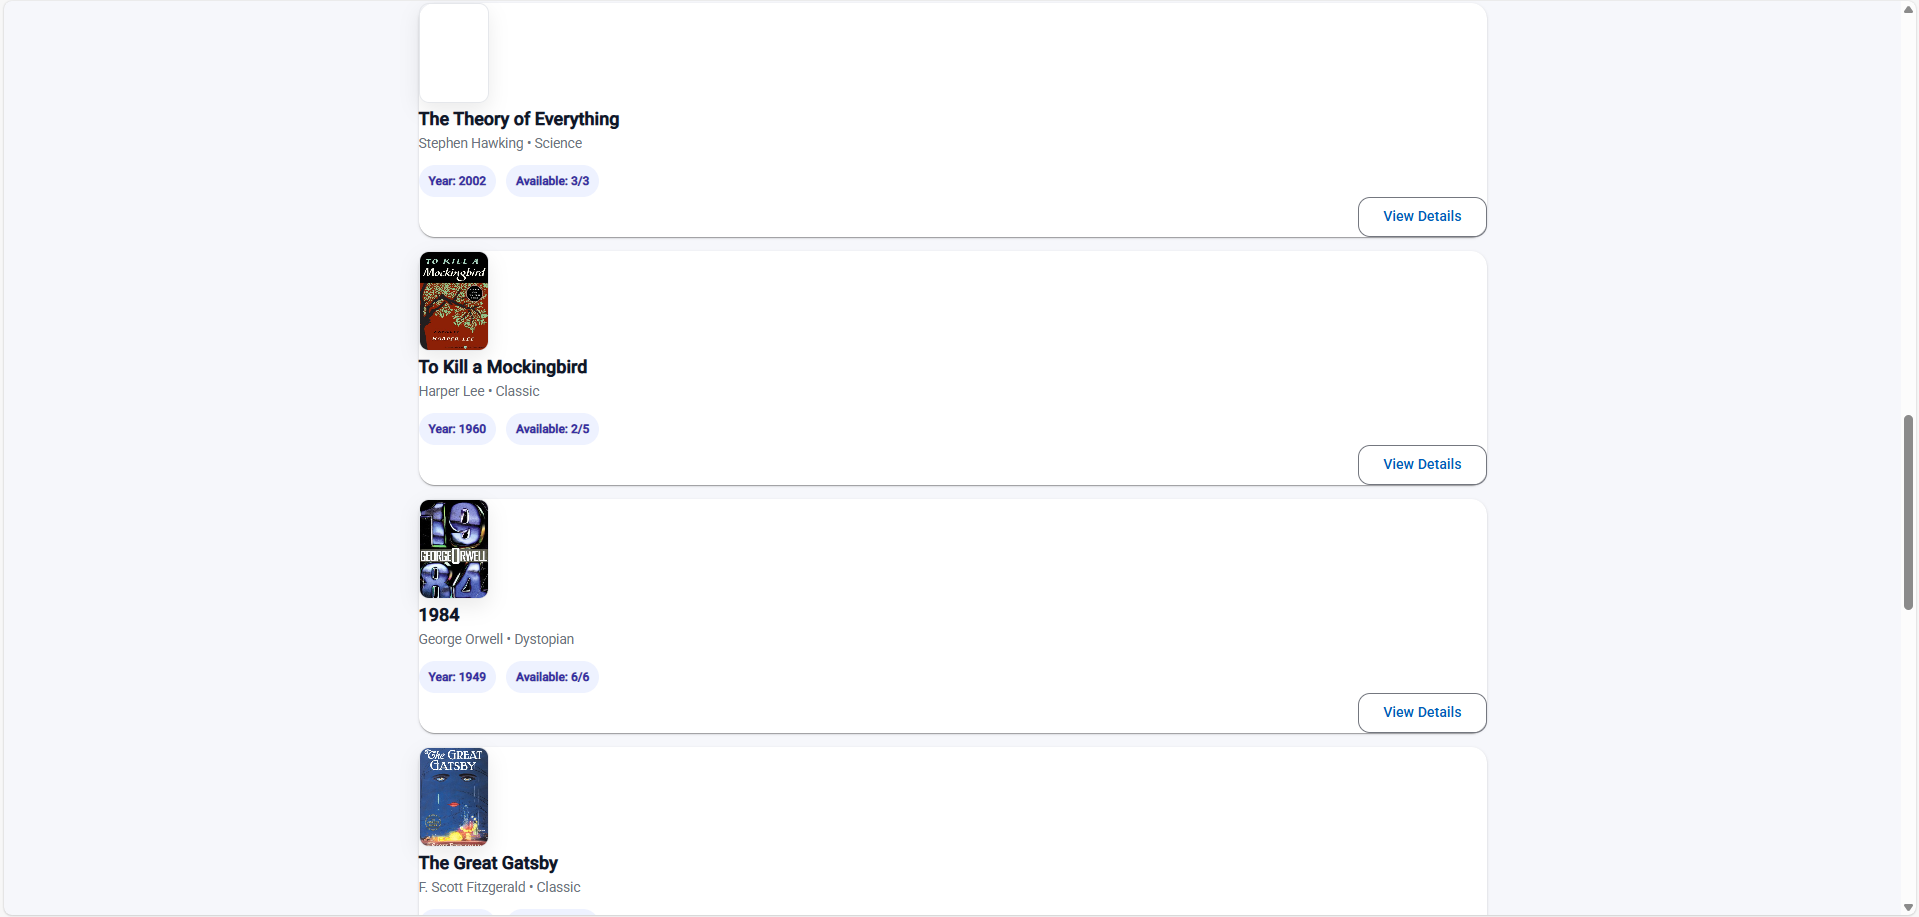 The Theory of Everything
Stephen Hawking • Science
Year: 2002 Available: 3/3
View Details
TO KILL A
Mockingbird
HARPER LEE
To Kill a Mockingbird
Harper Lee • Classic
Year: 1960 Available: 2/5
View Details
19
GEORGE ORWELL
84
1984
George Orwell • Dystopian
Year: 1949 Available: 6/6
View Details
The GREAT
GATSBY
The Great Gatsby
F. Scott Fitzgerald • Classic